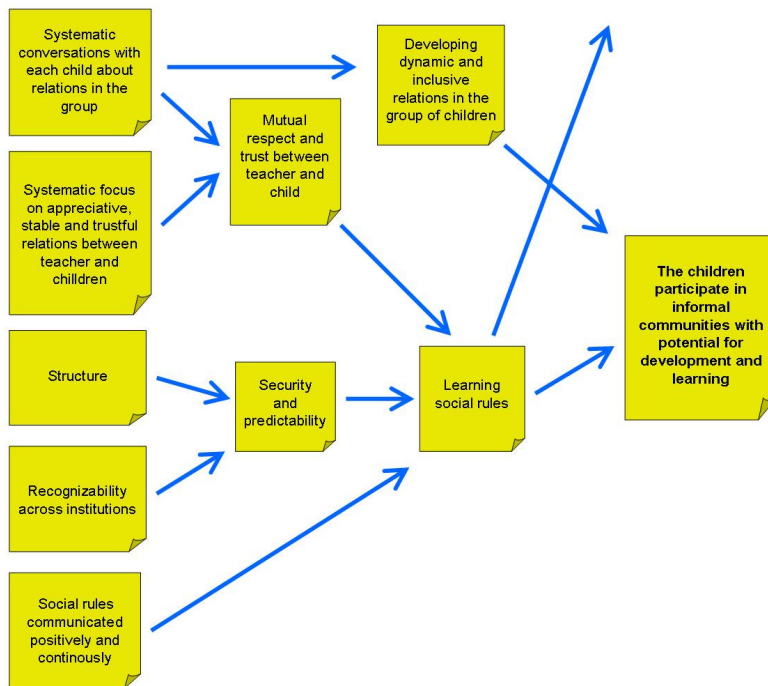 Systematic
conversations with
each child about
relations in the
group
Developing
dynamic and
inclusive
relations in the
group of children
Mutual
respect and
trust between
teacher and
child
Systematic focus
on appreciative,
stable and trustful
relations between
teacher and
chilldren
The children
participate in
informal
communities with
potential for
development and
learning
Structure
Security
and
predictability
Learning
social rules
Recognizability
across institutions
Social rules
communicated
positively and
continously